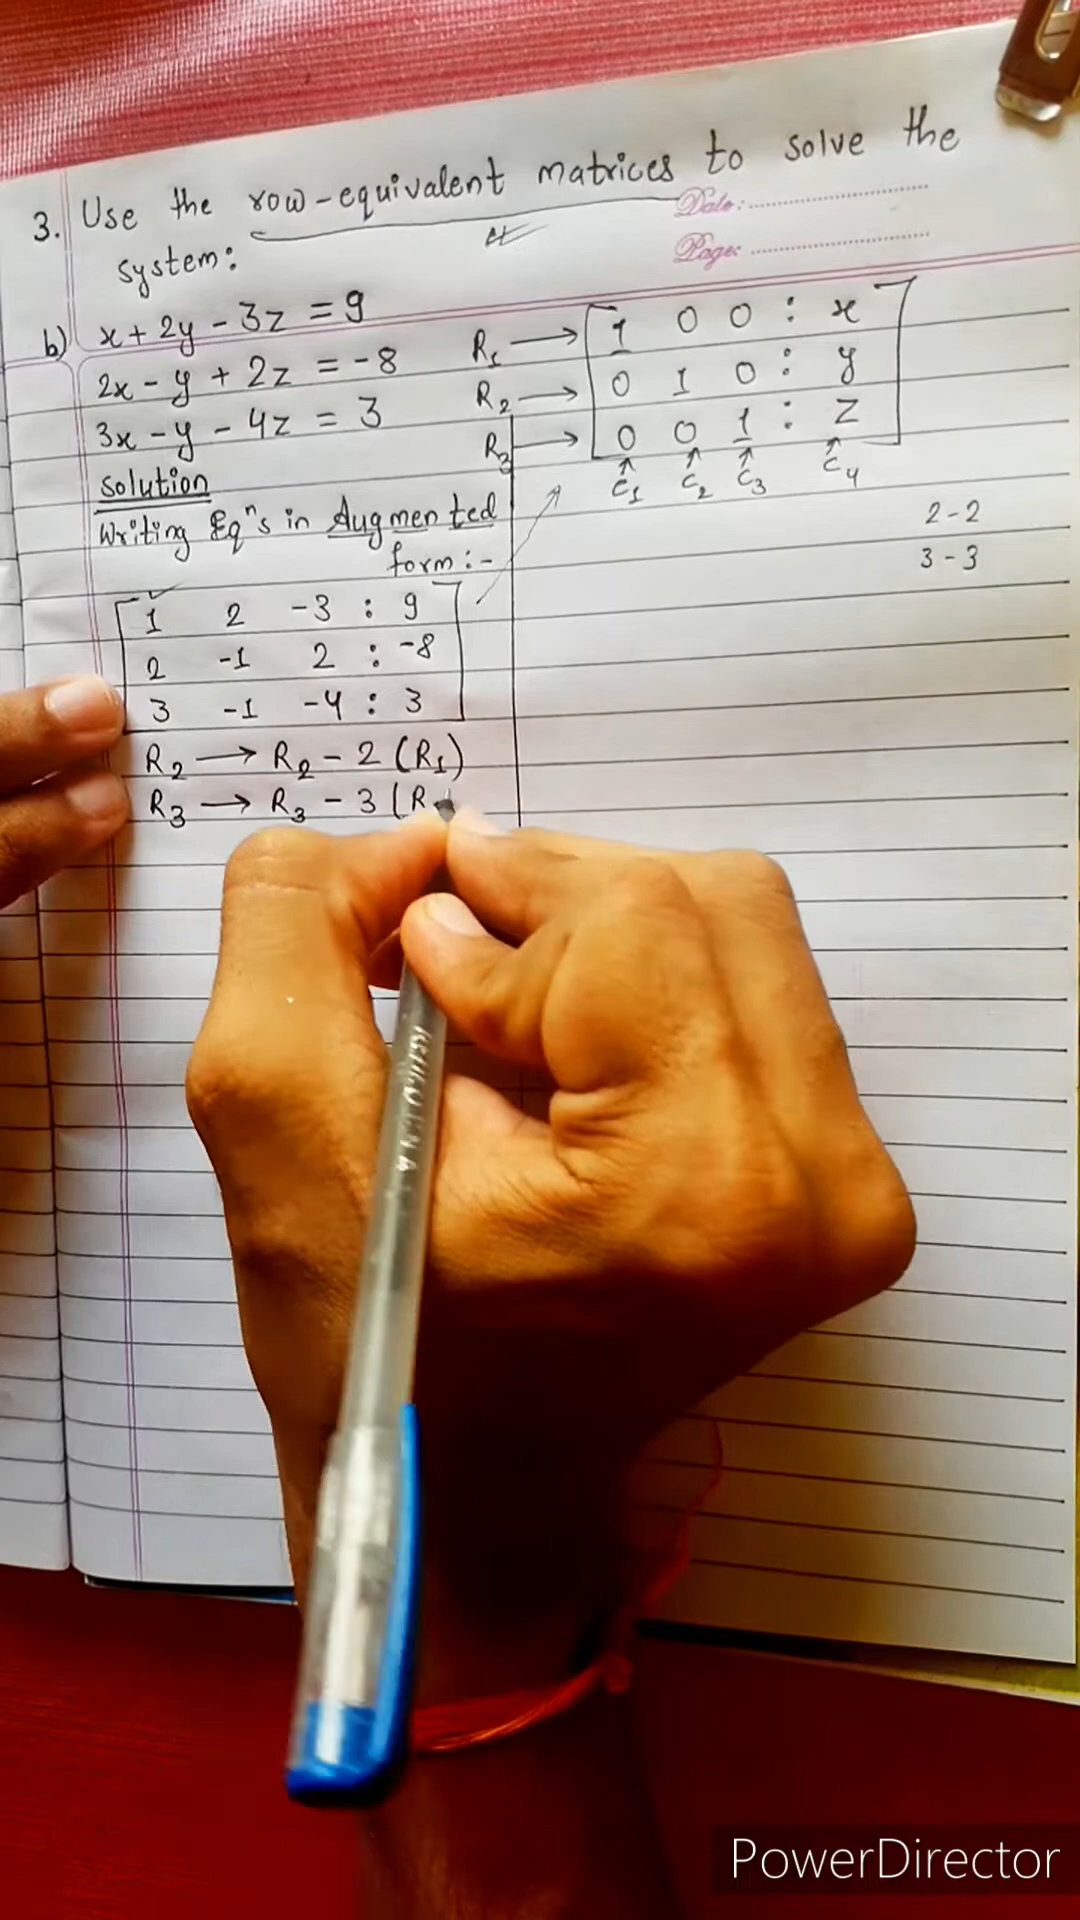 3. Use the row-equivalent matrices to solve the
system:
Date:
Page:
b) x + 2y - 3z = 9
2x - y + 2z = -8
3x - y - 4z = 3
R₁ → [ 1 0 0 : x ]
R₂ → 0 1 0 : y
R₃ → 0 0 1 : z
C₁ C₂ C₃ C₄
solution
Writing Eqⁿs in Augmented
form :-
2-2
3-3
1 2 -3 : 9
2 -1 2 : -8
3 -1 -4 : 3
R₂ → R₂ - 2 (R₁)
R₃ → R₃ - 3 (R
PowerDirector